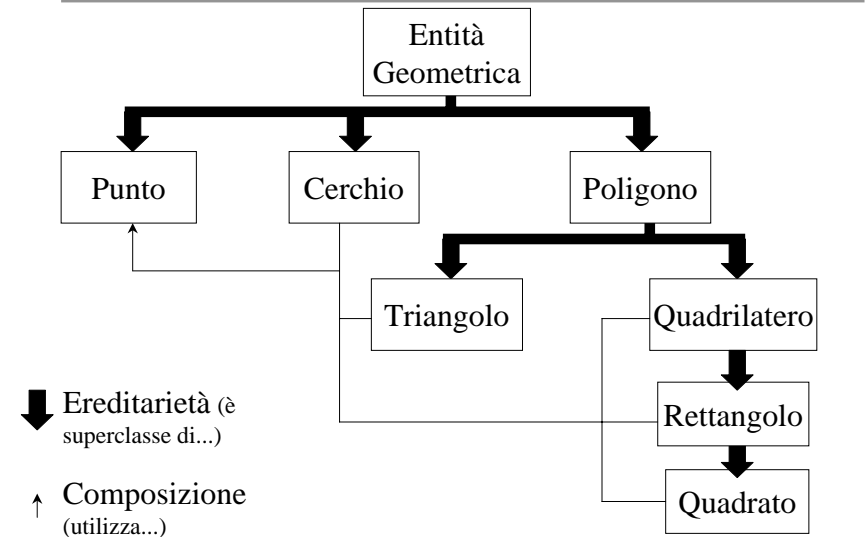 Entità
Geometrica
Punto
Cerchio
Poligono
Triangolo
Quadrilatero
Ereditarietà (è
superclasse di...)
Rettangolo
Composizione
(utilizza...)
Quadrato